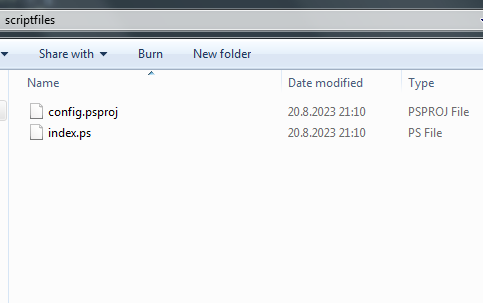 scriptfiles
Share with Burn New folder
Name Date modified Type
config.psproj 20.8.2023 21:10 PSPROJ File
index.ps 20.8.2023 21:10 PS File